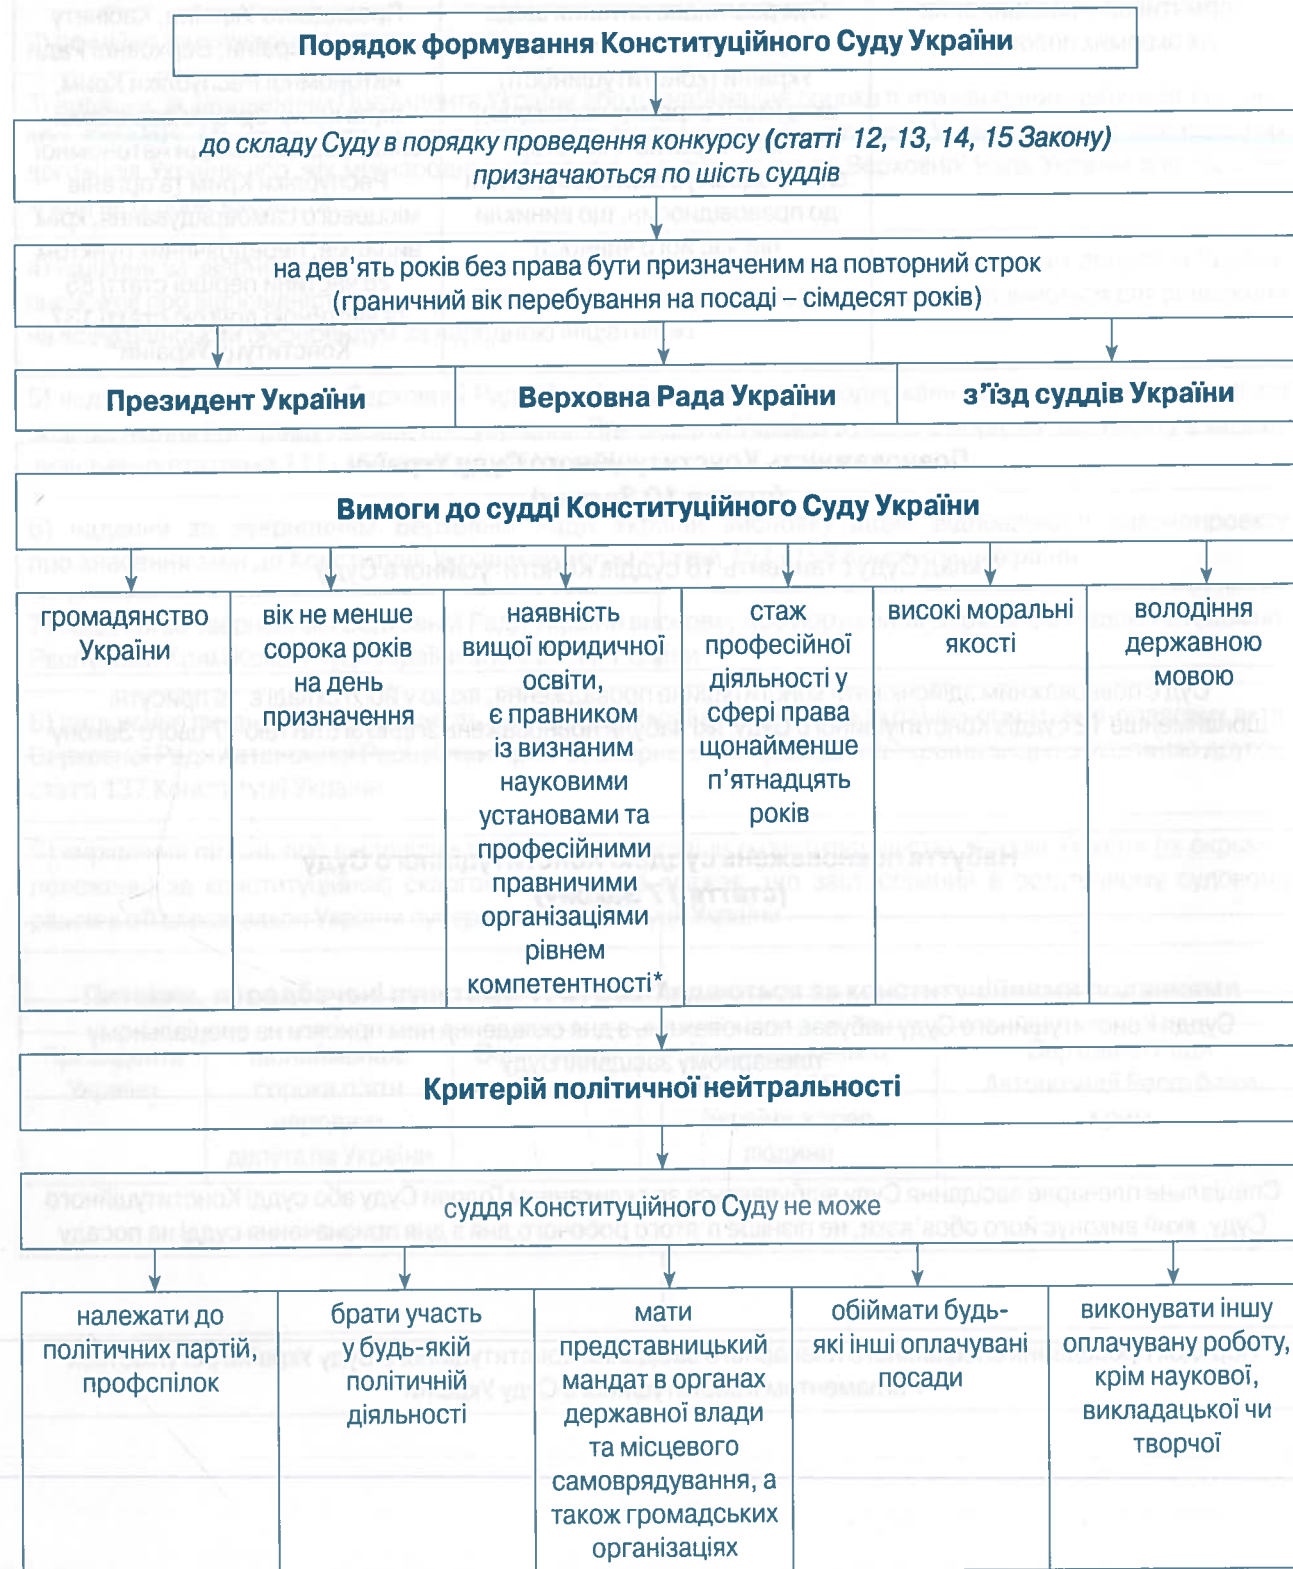 Порядок формування Конституційного Суду України
до складу Суду в порядку проведення конкурсу (статті 12, 13, 14, 15 Закону)
призначаються по шість суддів
на дев’ять років без права бути призначеним на повторний строк
(граничний вік перебування на посаді – сімдесят років)
Президент України
Верховна Рада України
з’їзд суддів України
Вимоги до судді Конституційного Суду України
громадянство
України
вік не менше
сорока років
на день
призначення
наявність
вищої юридичної
освіти,
є правником
із визнаним
науковими
установами та
професійними
правничими
організаціями
рівнем
компетентності*
стаж
професійної
діяльності у
сфері права
щонайменше
п’ятнадцять
років
високі моральні
якості
володіння
державною
мовою
Критерій політичної нейтральності
суддя Конституційного Суду не може
належати до
політичних партій,
профспілок
брати участь
у будь-якій
політичній
діяльності
мати
представницький
мандат в органах
державної влади
та місцевого
самоврядування, а
також громадських
організаціях
обіймати будь-
які інші оплачувані
посади
виконувати іншу
оплачувану роботу,
крім наукової,
викладацької чи
творчої